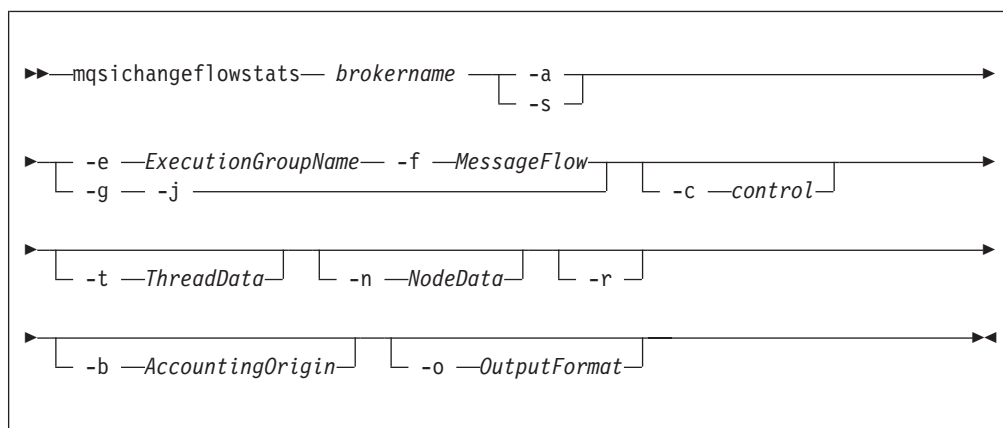 mqsichangeflowstats brokername -a
-s
-e ExecutionGroupName -f MessageFlow
-g -j -c control
-t ThreadData -n NodeData -r
-b AccountingOrigin -o OutputFormat